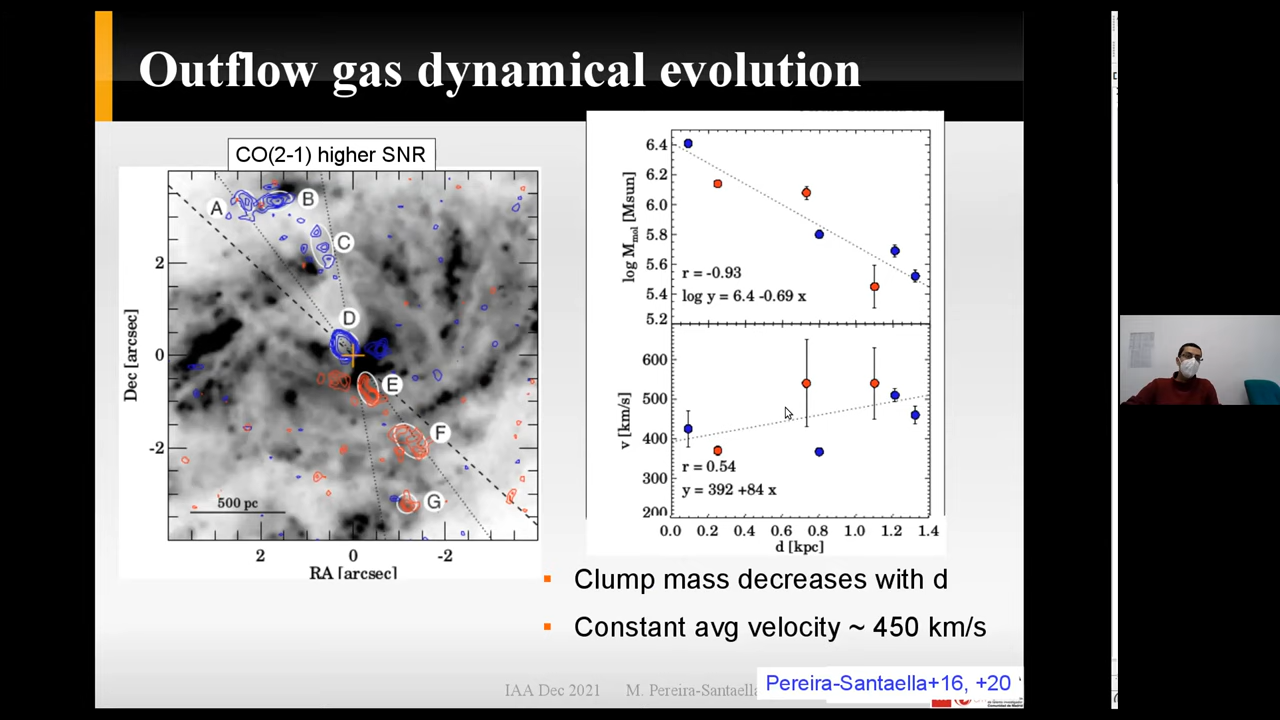 Outflow gas dynamical evolution
CO(2-1) higher SNR
A
B
C
D
E
F
G
2
0
-2
Dec [arcsec]
500 pc
2
0
-2
RA [arcsec]
6.4
6.2
6.0
5.8
5.6
5.4
5.2
log Mmol [Msun]
r = -0.93
log y = 6.4 -0.69 x
600
500
400
300
200
v [km/s]
r = 0.54
y = 392 +84 x
0.0 0.2 0.4 0.6 0.8 1.0 1.2 1.4
d [kpc]
Clump mass decreases with d
Constant avg velocity ~ 450 km/s
Pereira-Santaella+16, +20
IAA Dec 2021 M. Pereira-Santaella